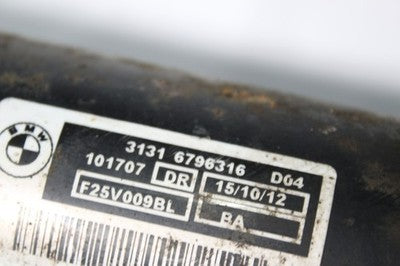 BMW
3131 6796316 D04
101707 DR 15/10/12
F25V009BL BA